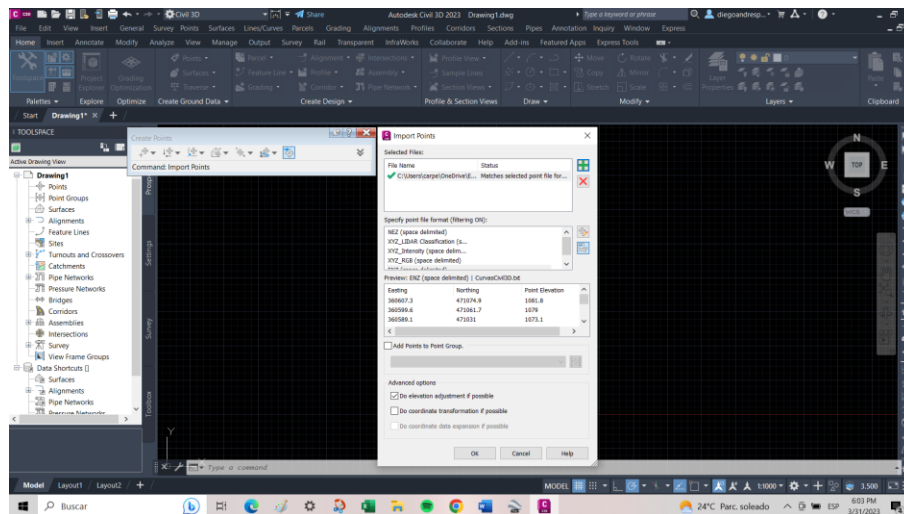 Civil 3D
Share
Autodesk Civil 3D 2023 Drawing1.dwg
Type a keyword or phrase
diegoandresp...
File Edit View Insert General Survey Points Surfaces Lines/Curves Parcels Grading Alignments Profiles Corridors Sections Pipes Annotation Inquiry Window Express
Home Insert Annotate Modify Analyze View Manage Output Survey Rail Transparent InfraWorks Collaborate Help Add-ins Featured Apps Express Tools
Toolspace Project Explorer Grading Optimization Points Surfaces Traverse Parcel Feature Line Grading Alignment Profile Corridor Intersections Assembly Pipe Network Profile View Sample Lines Section Views Move Copy Stretch Rotate Mirror Scale Layer Properties Paste
Palettes Explore Optimize Create Ground Data Create Design Profile & Section Views Draw Modify Layers Clipboard
Start Drawing1* × +
TOOLSPACE
Active Drawing View
Drawing1
Points
Point Groups
Surfaces
Alignments
Feature Lines
Sites
Turnouts and Crossovers
Catchments
Pipe Networks
Pressure Networks
Bridges
Corridors
Assemblies
Intersections
Survey
View Frame Groups
Data Shortcuts []
Surfaces
Alignments
Pipe Networks
Pressure Networks
Prosp
Settings
Survey
Toolbox
Create Points
Command: Import Points
Import Points
Selected Files:
File Name Status
C:\Users\carpe\OneDrive\E... Matches selected point file for...
Specify point file format (filtering ON):
NEZ (space delimited)
XYZ_LIDAR Classification (s...
XYZ_Intensity (space delim...
XYZ_RGB (space delimited)
Preview: ENZ (space delimited) | CurvasCivil3D.txt
Easting Northing Point Elevation
360607.3 471074.9 1081.8
360599.6 471061.7 1079
360589.1 471031 1073.1
Add Points to Point Group.
Advanced options
Do elevation adjustment if possible
Do coordinate transformation if possible
Do coordinate data expansion if possible
OK Cancel Help
N
W TOP E
S
WCS
Y
Type a command
Model Layout1 Layout2 +
MODEL 1:1000 3.500
Buscar
24°C Parc. soleado
ESP
6:03 PM
3/31/2023